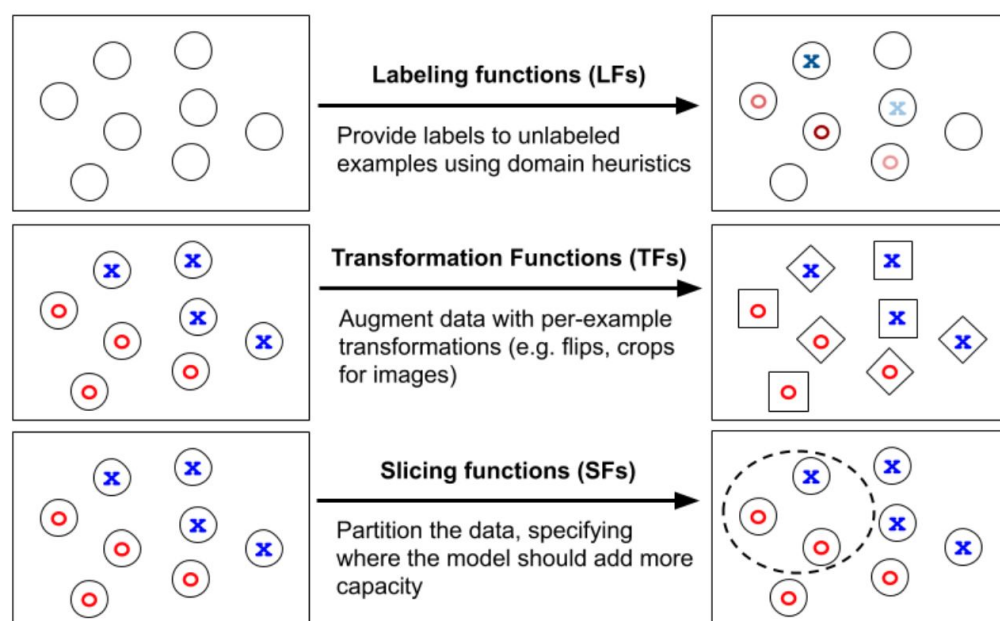 Labeling functions (LFs)
Provide labels to unlabeled
examples using domain heuristics
Transformation Functions (TFs)
Augment data with per-example
transformations (e.g. flips, crops
for images)
Slicing functions (SFs)
Partition the data, specifying
where the model should add more
capacity